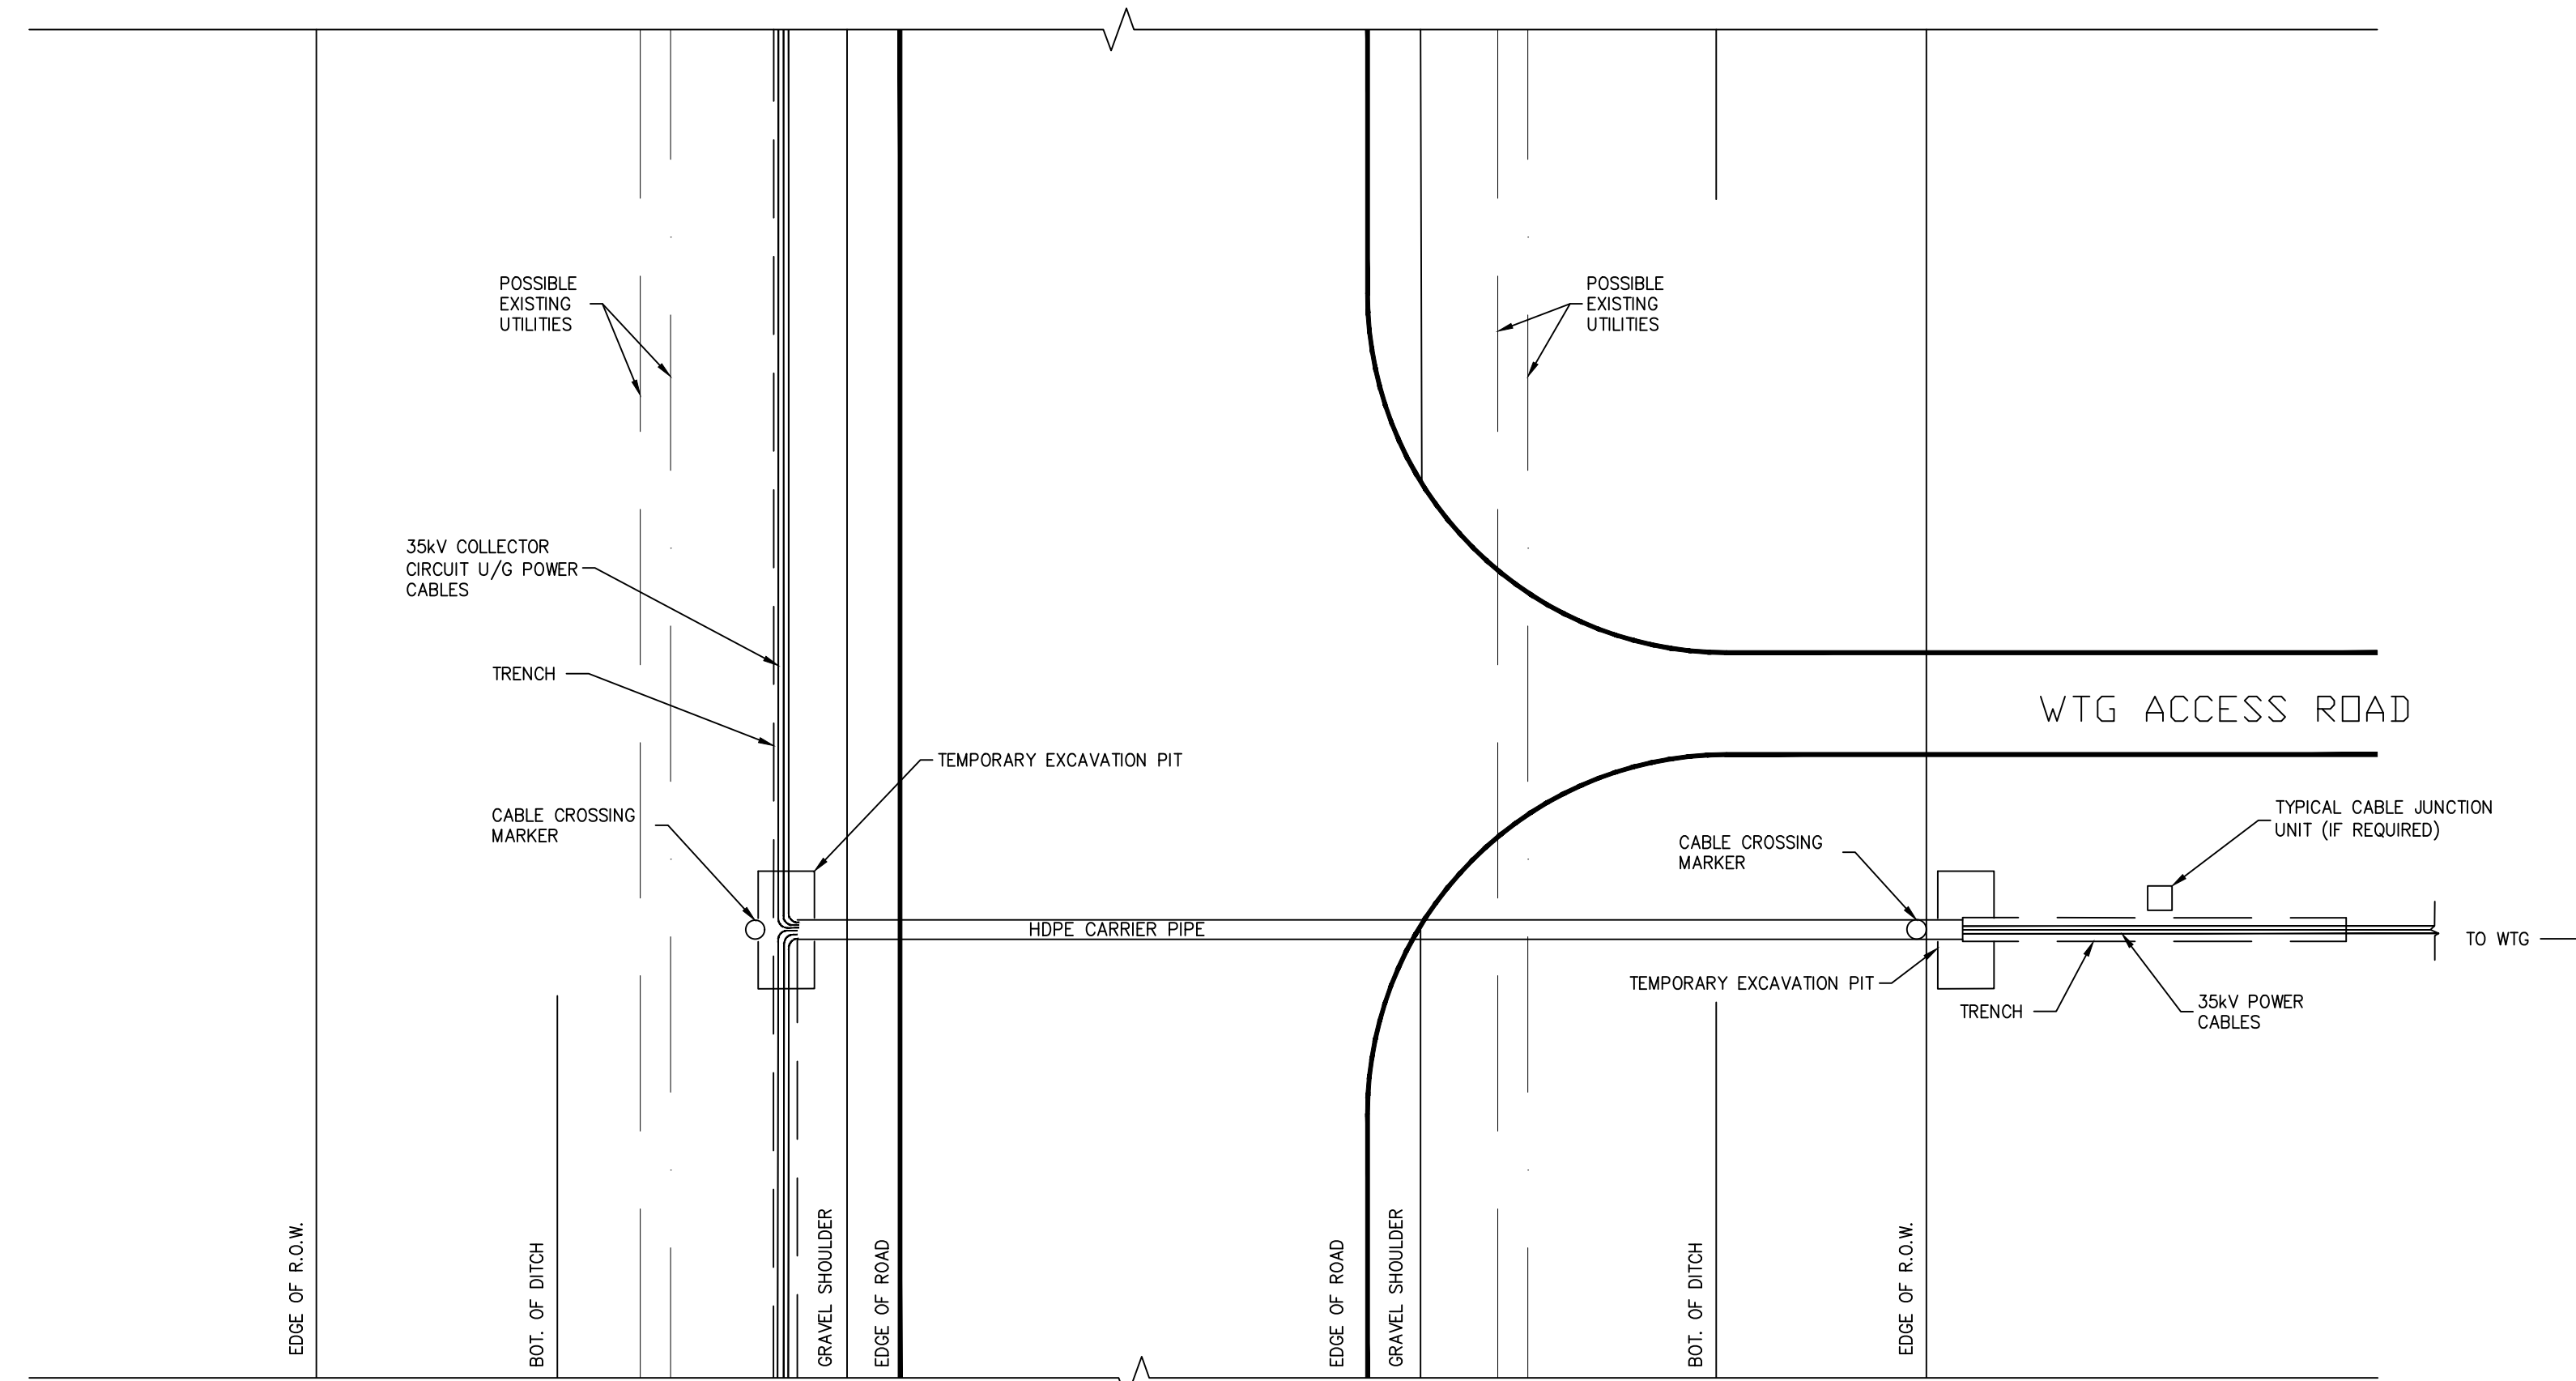 POSSIBLE
EXISTING
UTILITIES
POSSIBLE
EXISTING
UTILITIES
35kV COLLECTOR
CIRCUIT U/G POWER
CABLES
TRENCH
WTG ACCESS ROAD
TEMPORARY EXCAVATION PIT
CABLE CROSSING
MARKER
TYPICAL CABLE JUNCTION
UNIT (IF REQUIRED)
CABLE CROSSING
MARKER
HDPE CARRIER PIPE
TO WTG
TEMPORARY EXCAVATION PIT
TRENCH
35kV POWER
CABLES
EDGE OF R.O.W.
BOT. OF DITCH
GRAVEL SHOULDER
EDGE OF ROAD
EDGE OF ROAD
GRAVEL SHOULDER
BOT. OF DITCH
EDGE OF R.O.W.